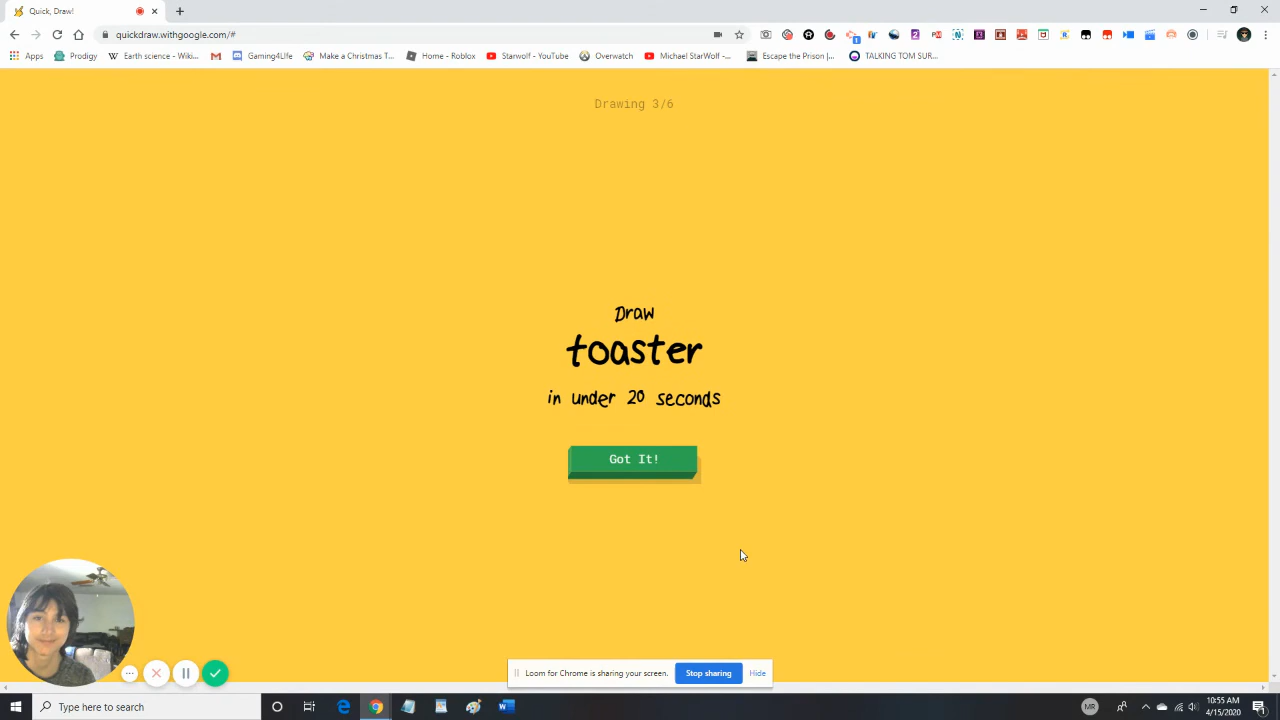 Quick, Draw!
quickdraw.withgoogle.com/#
Apps Prodigy Earth science - Wiki... Gaming4Life Make a Christmas T... Home - Roblox Starwolf - YouTube Overwatch Michael StarWolf -... Escape the Prison |... TALKING TOM SUR...
Drawing 3/6
Draw
toaster
in under 20 seconds
Got It!
Loom for Chrome is sharing your screen. Stop sharing Hide
Type here to search
MR
10:55 AM
4/15/2020